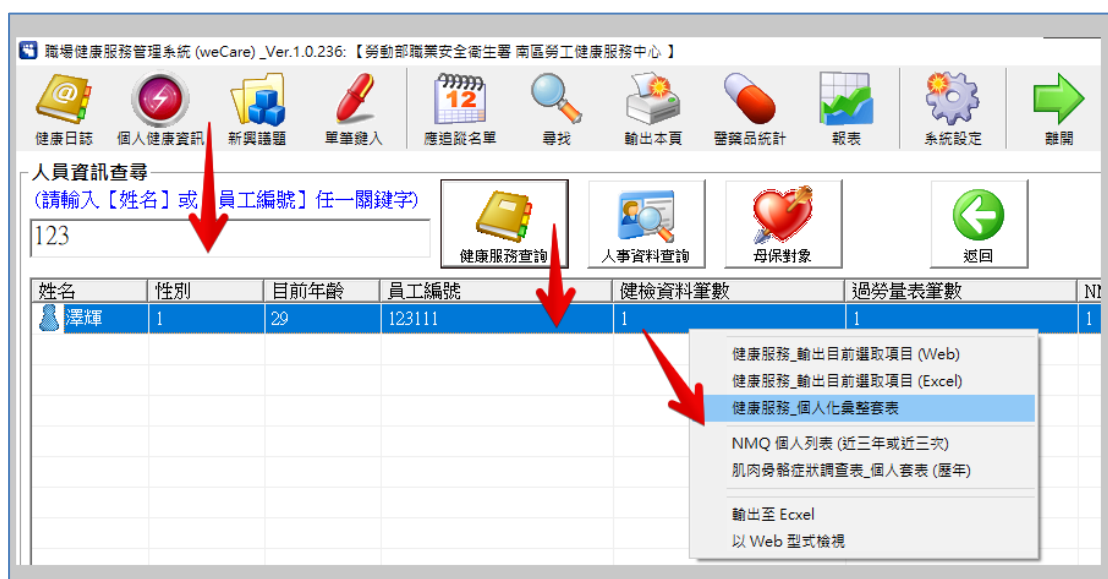 職場健康服務管理系統 (weCare) _Ver.1.0.236: 【勞動部職業安全衛生署 南區勞工健康服務中心 】
健康日誌 個人健康資訊 新興議題 單筆鍵入 應追蹤名單 尋找 輸出本頁 醫藥品統計 報表 系統設定 離開
人員資訊查尋
(請輸入【姓名】或 員工編號】任一關鍵字)
123
健康服務查詢 人事資料查詢 母保對象 返回
姓名 性別 目前年齡 員工編號 健檢資料筆數 過勞量表筆數
澤輝 1 29 123111 1 1 1
健康服務_輸出目前選取項目 (Web)
健康服務_輸出目前選取項目 (Excel)
健康服務_個人化彙整套表
NMQ 個人列表 (近三年或近三次)
肌肉骨骼症狀調查表_個人套表 (歷年)
輸出至 Ecxel
以 Web 型式檢視